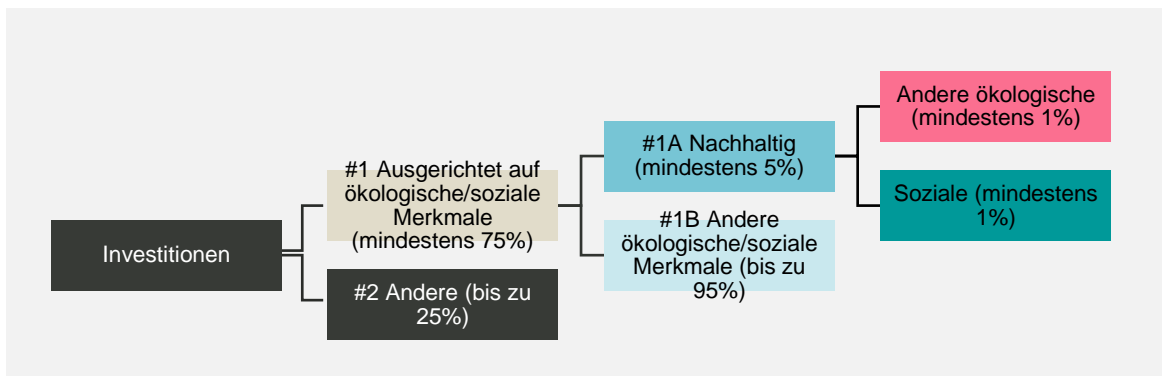 Investitionen
#1 Ausgerichtet auf
ökologische/soziale
Merkmale
(mindestens 75%)
#2 Andere (bis zu
25%)
#1A Nachhaltig
(mindestens 5%)
#1B Andere
ökologische/soziale
Merkmale (bis zu
95%)
Andere ökologische
(mindestens 1%)
Soziale (mindestens
1%)